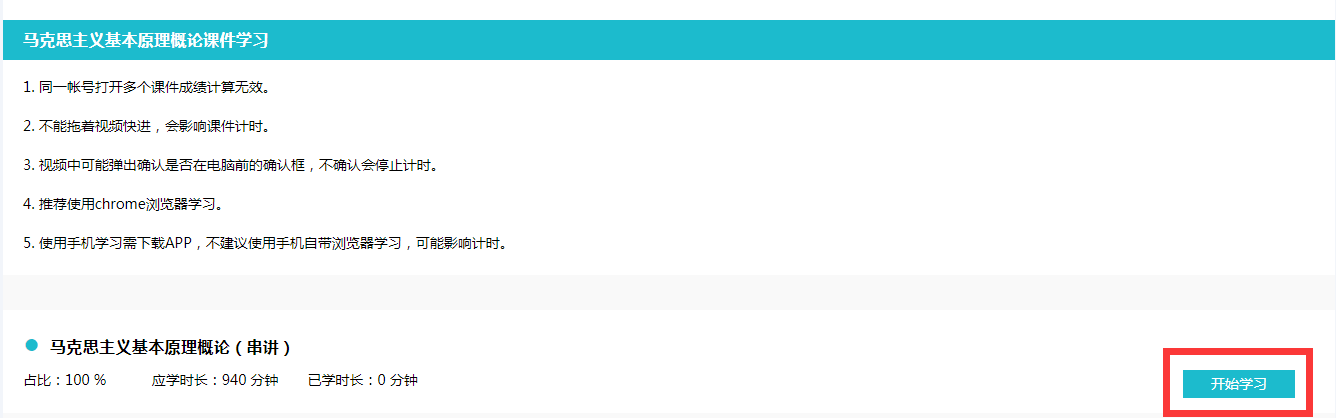 马克思主义基本原理概论课件学习
1. 同一帐号打开多个课件成绩计算无效。
2. 不能拖着视频快进，会影响课件计时。
3. 视频中可能弹出确认是否在电脑前的确认框，不确认会停止计时。
4. 推荐使用chrome浏览器学习。
5. 使用手机学习需下载APP，不建议使用手机自带浏览器学习，可能影响计时。
马克思主义基本原理概论（串讲）
占比：100 % 应学时长：940 分钟 已学时长：0 分钟
开始学习